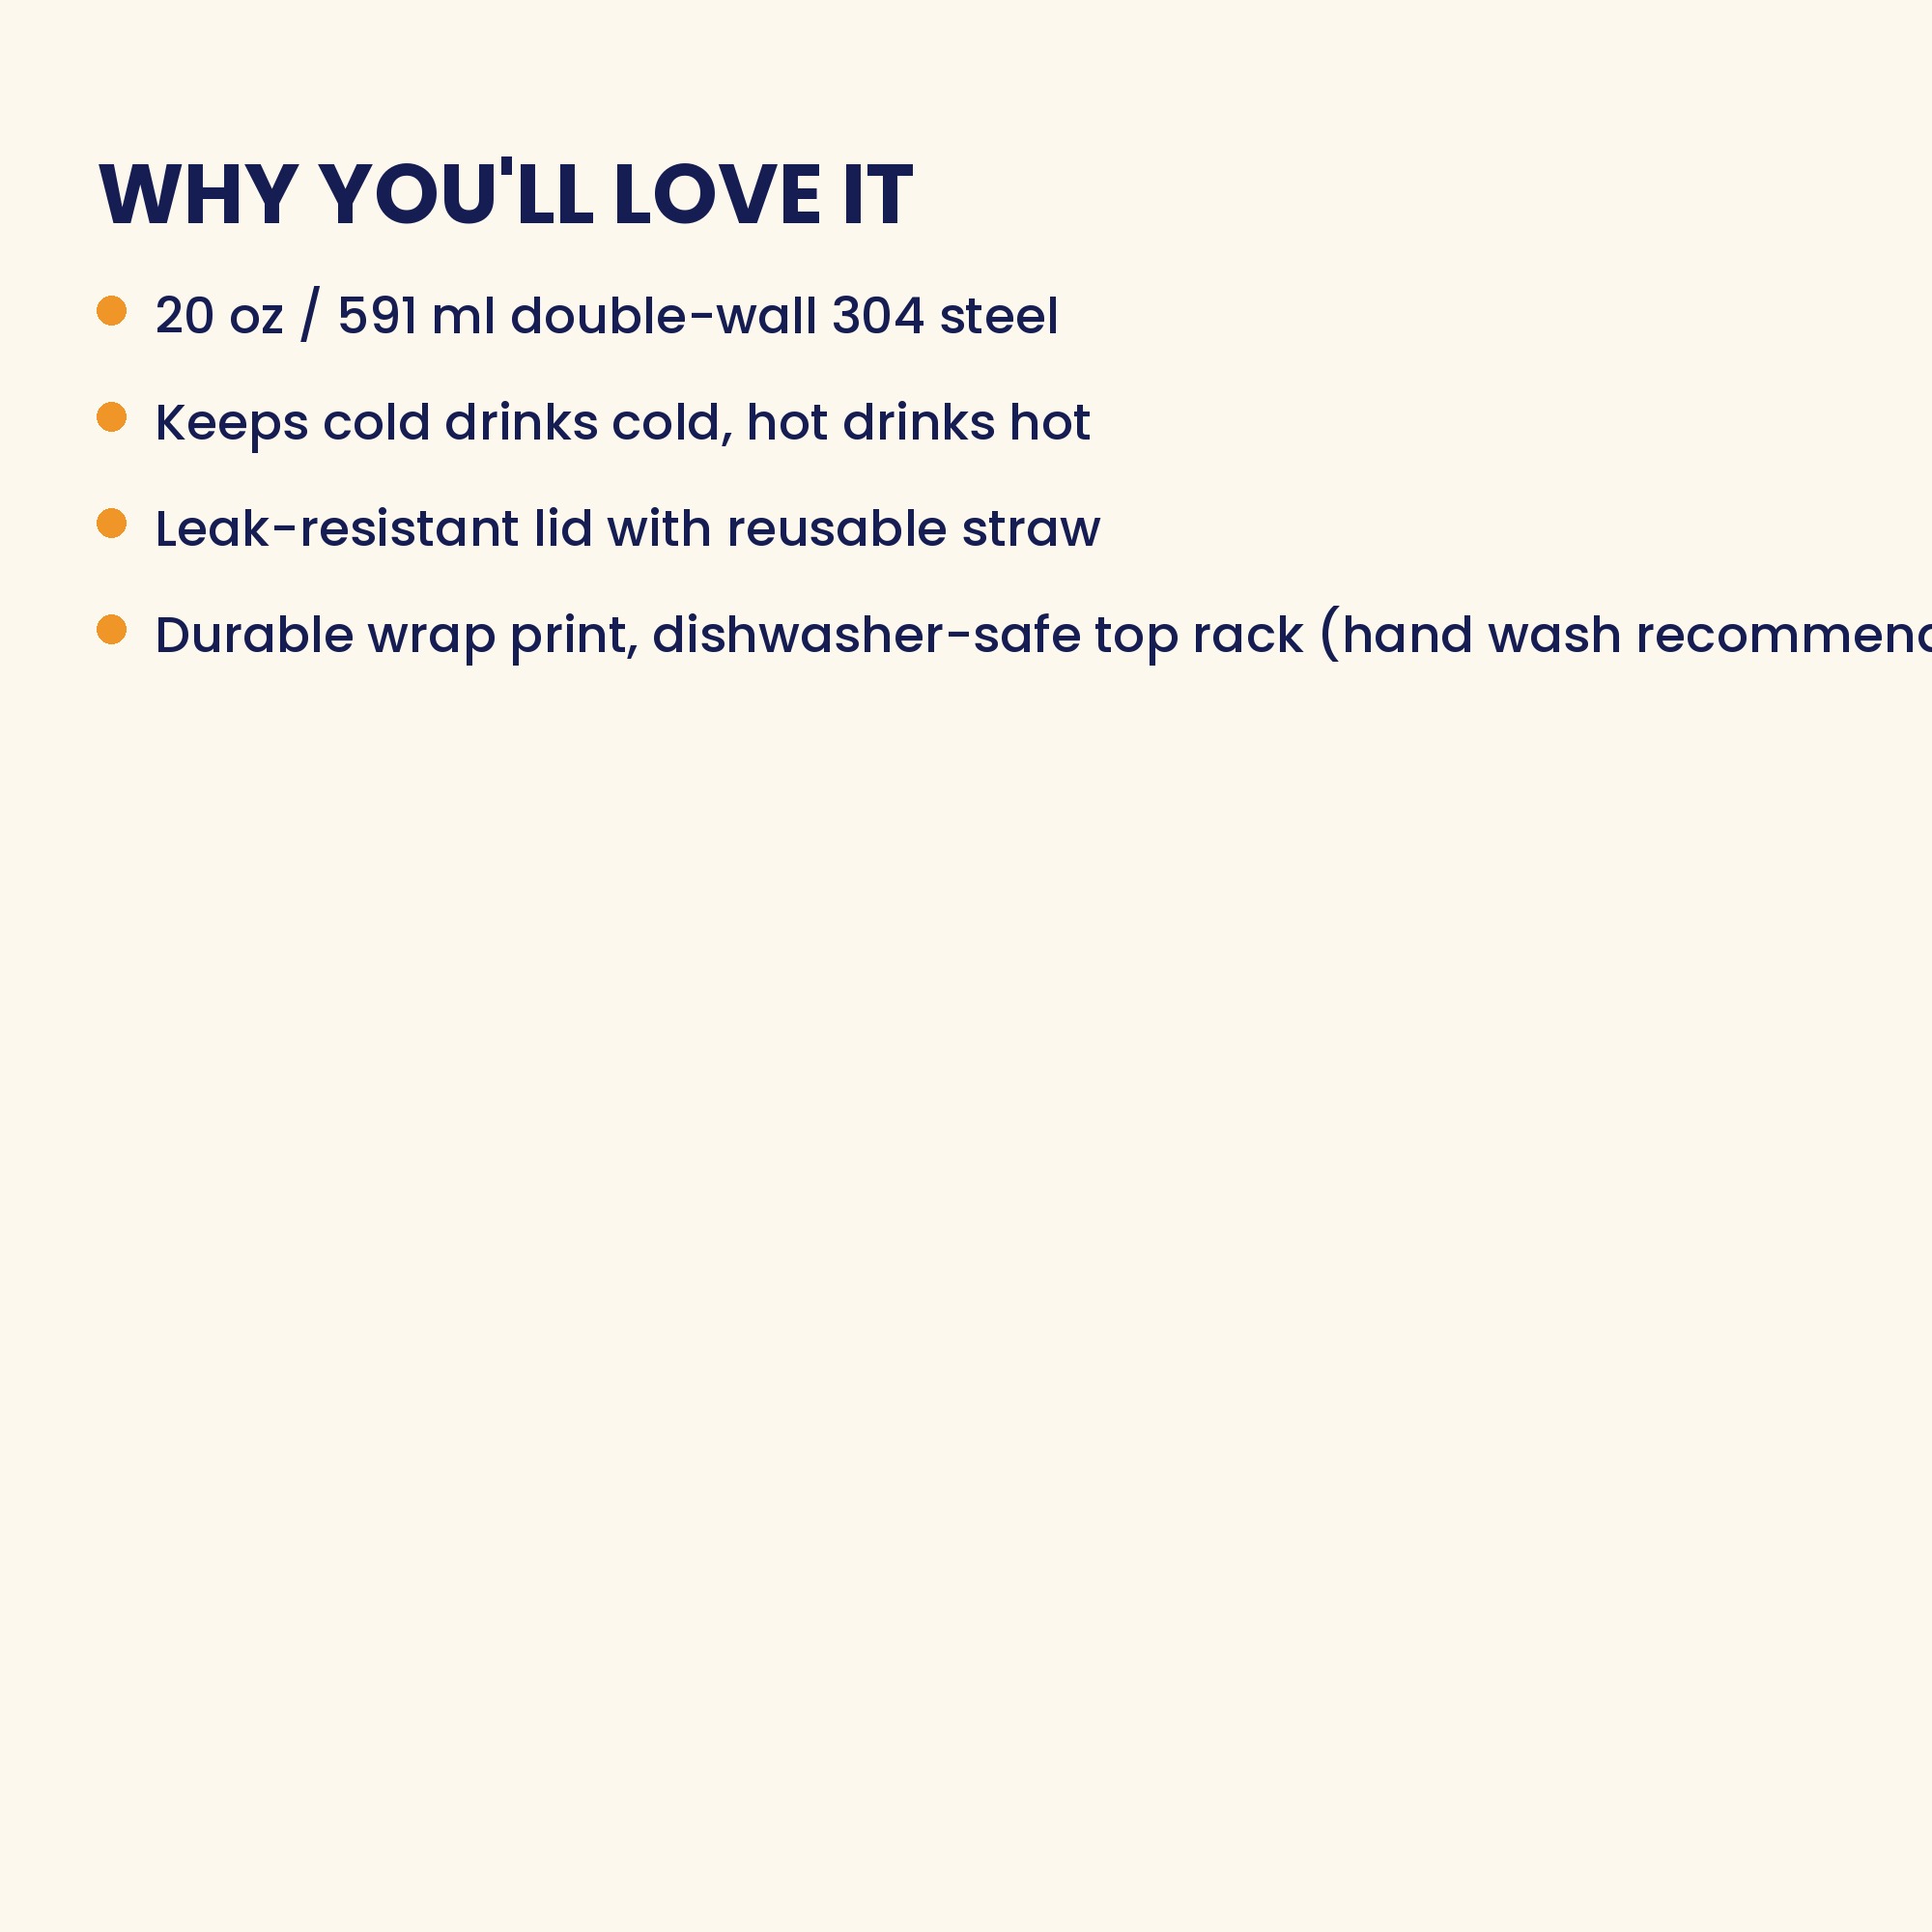 WHY YOU'LL LOVE IT
20 oz / 591 ml double-wall 304 steel
Keeps cold drinks cold, hot drinks hot
Leak-resistant lid with reusable straw
Durable wrap print, dishwasher-safe top rack (hand wash